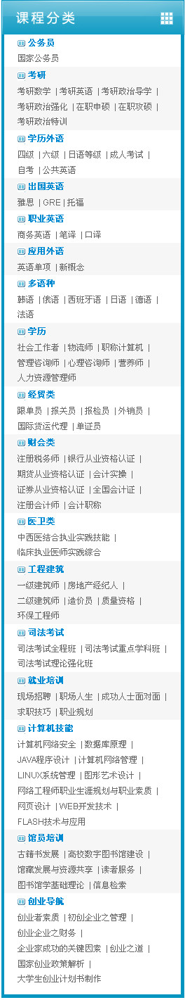 课程分类
公务员
国家公务员
考研
考研数学 | 考研英语 | 考研政治导学 |
考研政治强化 | 在职申硕 | 在职攻硕 |
考研政治特训
学历外语
四级 | 六级 | 日语等级 | 成人考试 |
自考 | 公共英语
出国英语
雅思 | GRE | 托福
职业英语
商务英语 | 笔译 | 口译
应用外语
英语单项 | 新概念
多语种
韩语 | 俄语 | 西班牙语 | 日语 | 德语 |
法语
学历
社会工作者 | 物流师 | 职称计算机 |
管理咨询师 | 心理咨询师 | 营养师 |
人力资源管理师
经贸类
跟单员 | 报关员 | 报检员 | 外销员 |
国际货运代理 | 单证员
财会类
注册税务师 | 银行从业资格认证 |
期货从业资格认证 | 会计实操 |
证券从业资格认证 | 全国会计证 |
注册会计师 | 会计职称
医卫类
中西医结合执业实践技能 |
临床执业医师实践综合
工程建筑
一级建筑师 | 房地产经纪人 |
二级建筑师 | 造价员 | 质量资格 |
环保工程师
司法考试
司法考试全程班 | 司法考试重点学科班 |
司法考试理论强化班
就业培训
现场招聘 | 职场人生 | 成功人士面对面 |
求职技巧 | 职业规划
计算机技能
计算机网络安全 | 数据库原理 |
JAVA程序设计 | 计算机网络管理 |
LINUX系统管理 | 图形艺术设计 |
网络工程师职业生涯规划与职业素质 |
网页设计 | WEB开发技术 |
FLASH技术与应用
馆员培训
古籍书发展 | 高校数字图书馆建设 |
馆藏发展与资源共享 | 读者服务 |
图书馆学基础理论 | 信息检索
创业导航
创业者素质 | 初创企业之管理 |
创业企业之财务 |
企业家成功的关键因素 | 创业之道 |
国家创业政策解析 |
大学生创业计划书制作